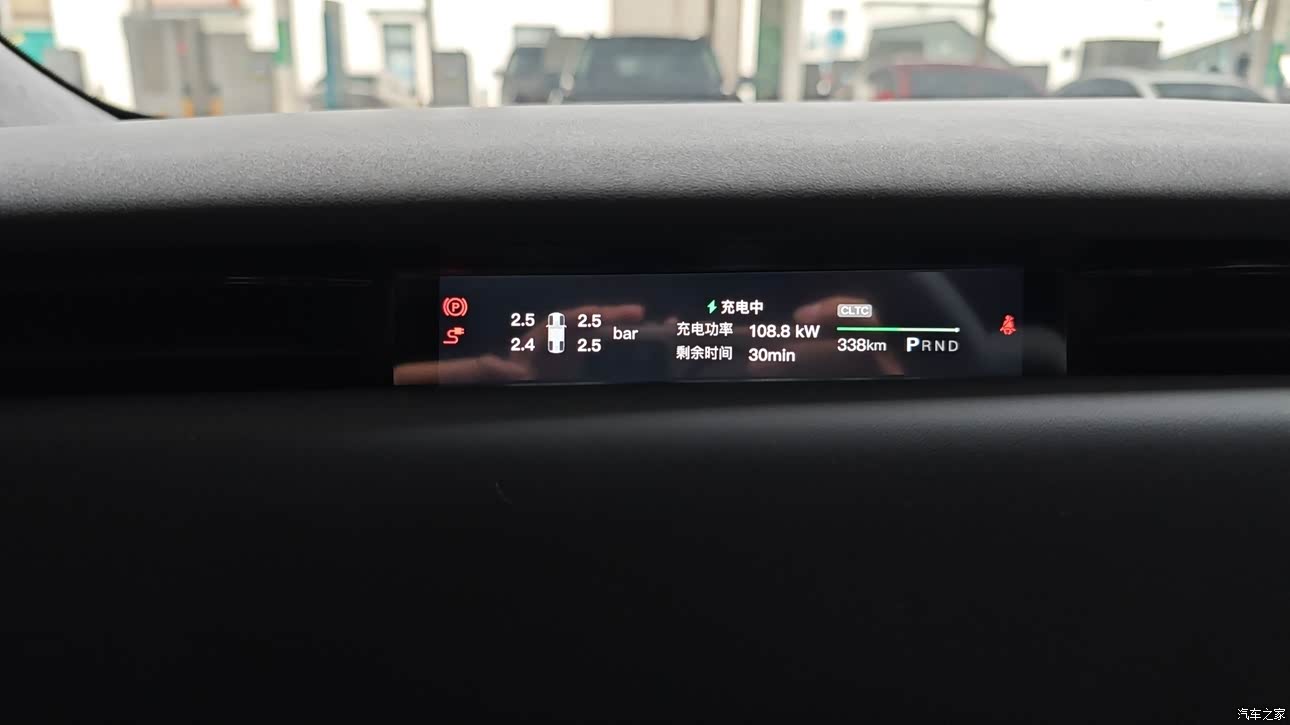 2.5 2.5 bar
2.4 2.5
充电中
充电功率 108.8 kW
剩余时间 30min
CLTC
338km PRND
汽车之家